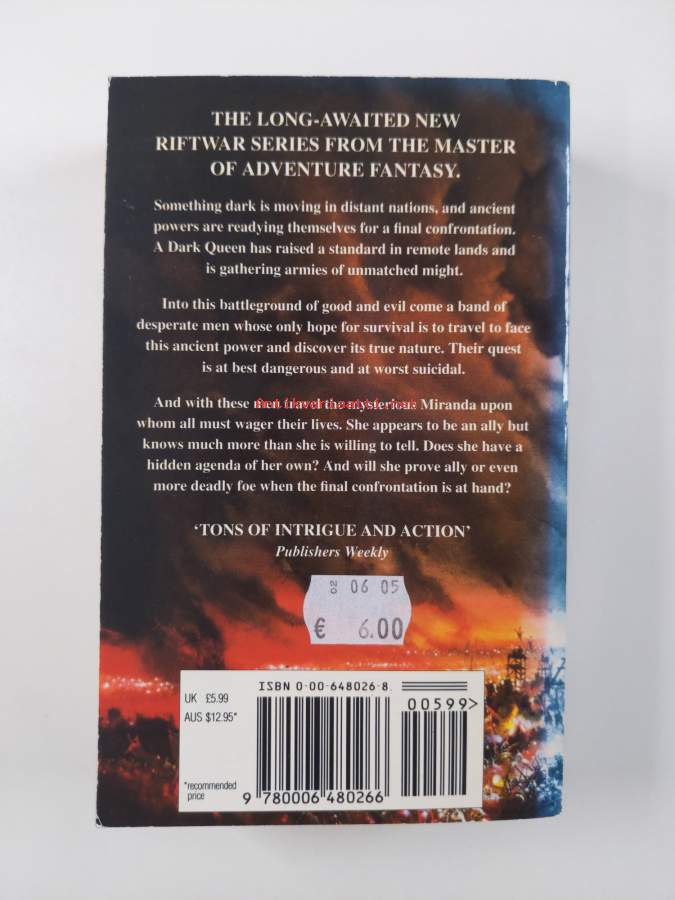 THE LONG-AWAITED NEW
RIFTWAR SERIES FROM THE MASTER
OF ADVENTURE FANTASY.
Something dark is moving in distant nations, and ancient
powers are readying themselves for a final confrontation.
A Dark Queen has raised a standard in remote lands and
is gathering armies of unmatched might.
Into this battleground of good and evil come a band of
desperate men whose only hope for survival is to travel to face
this ancient power and discover its true nature. Their quest
is at best dangerous and at worst suicidal.
And with these men travel the mysterious Miranda upon
whom all must wager their lives. She appears to be an ally but
knows much more than she is willing to tell. Does she have a
hidden agenda of her own? And will she prove ally or even
more deadly foe when the final confrontation is at hand?
‘TONS OF INTRIGUE AND ACTION’
Publishers Weekly
02 06 05
€ 6.00
ISBN 0-00-648026-8
UK £5.99
AUS $12.95*
*recommended
price
00599>
9 780006 480266